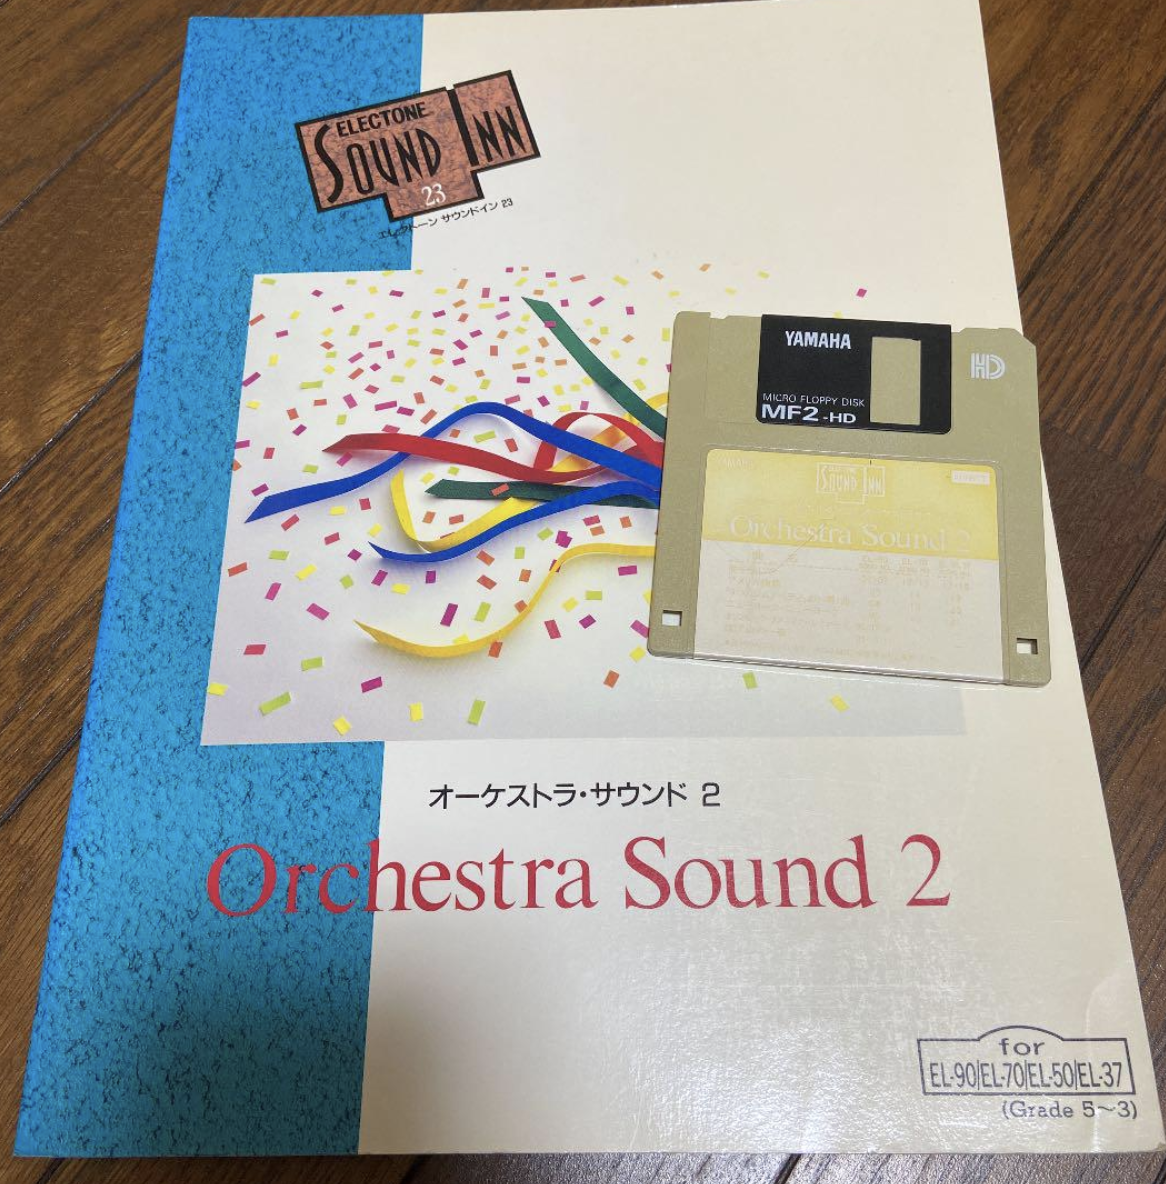 ELECTONE
SOUND INN
23
エレクトーン サウンドイン 23
YAMAHA
HD
MICRO FLOPPY DISK
MF2-HD
SOUND INN
Orchestra Sound 2
オーケストラ・サウンド 2
Orchestra Sound 2
for
EL-90/EL-70/EL-50/EL-37
(Grade 5〜3)